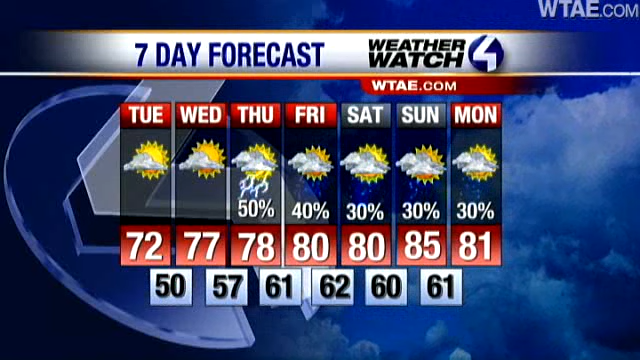 WTAE.COM
7 DAY FORECAST
WEATHER WATCH 4
WTAE.COM
TUE WED THU FRI SAT SUN MON
50% 40% 30% 30% 30%
72 77 78 80 80 85 81
50 57 61 62 60 61